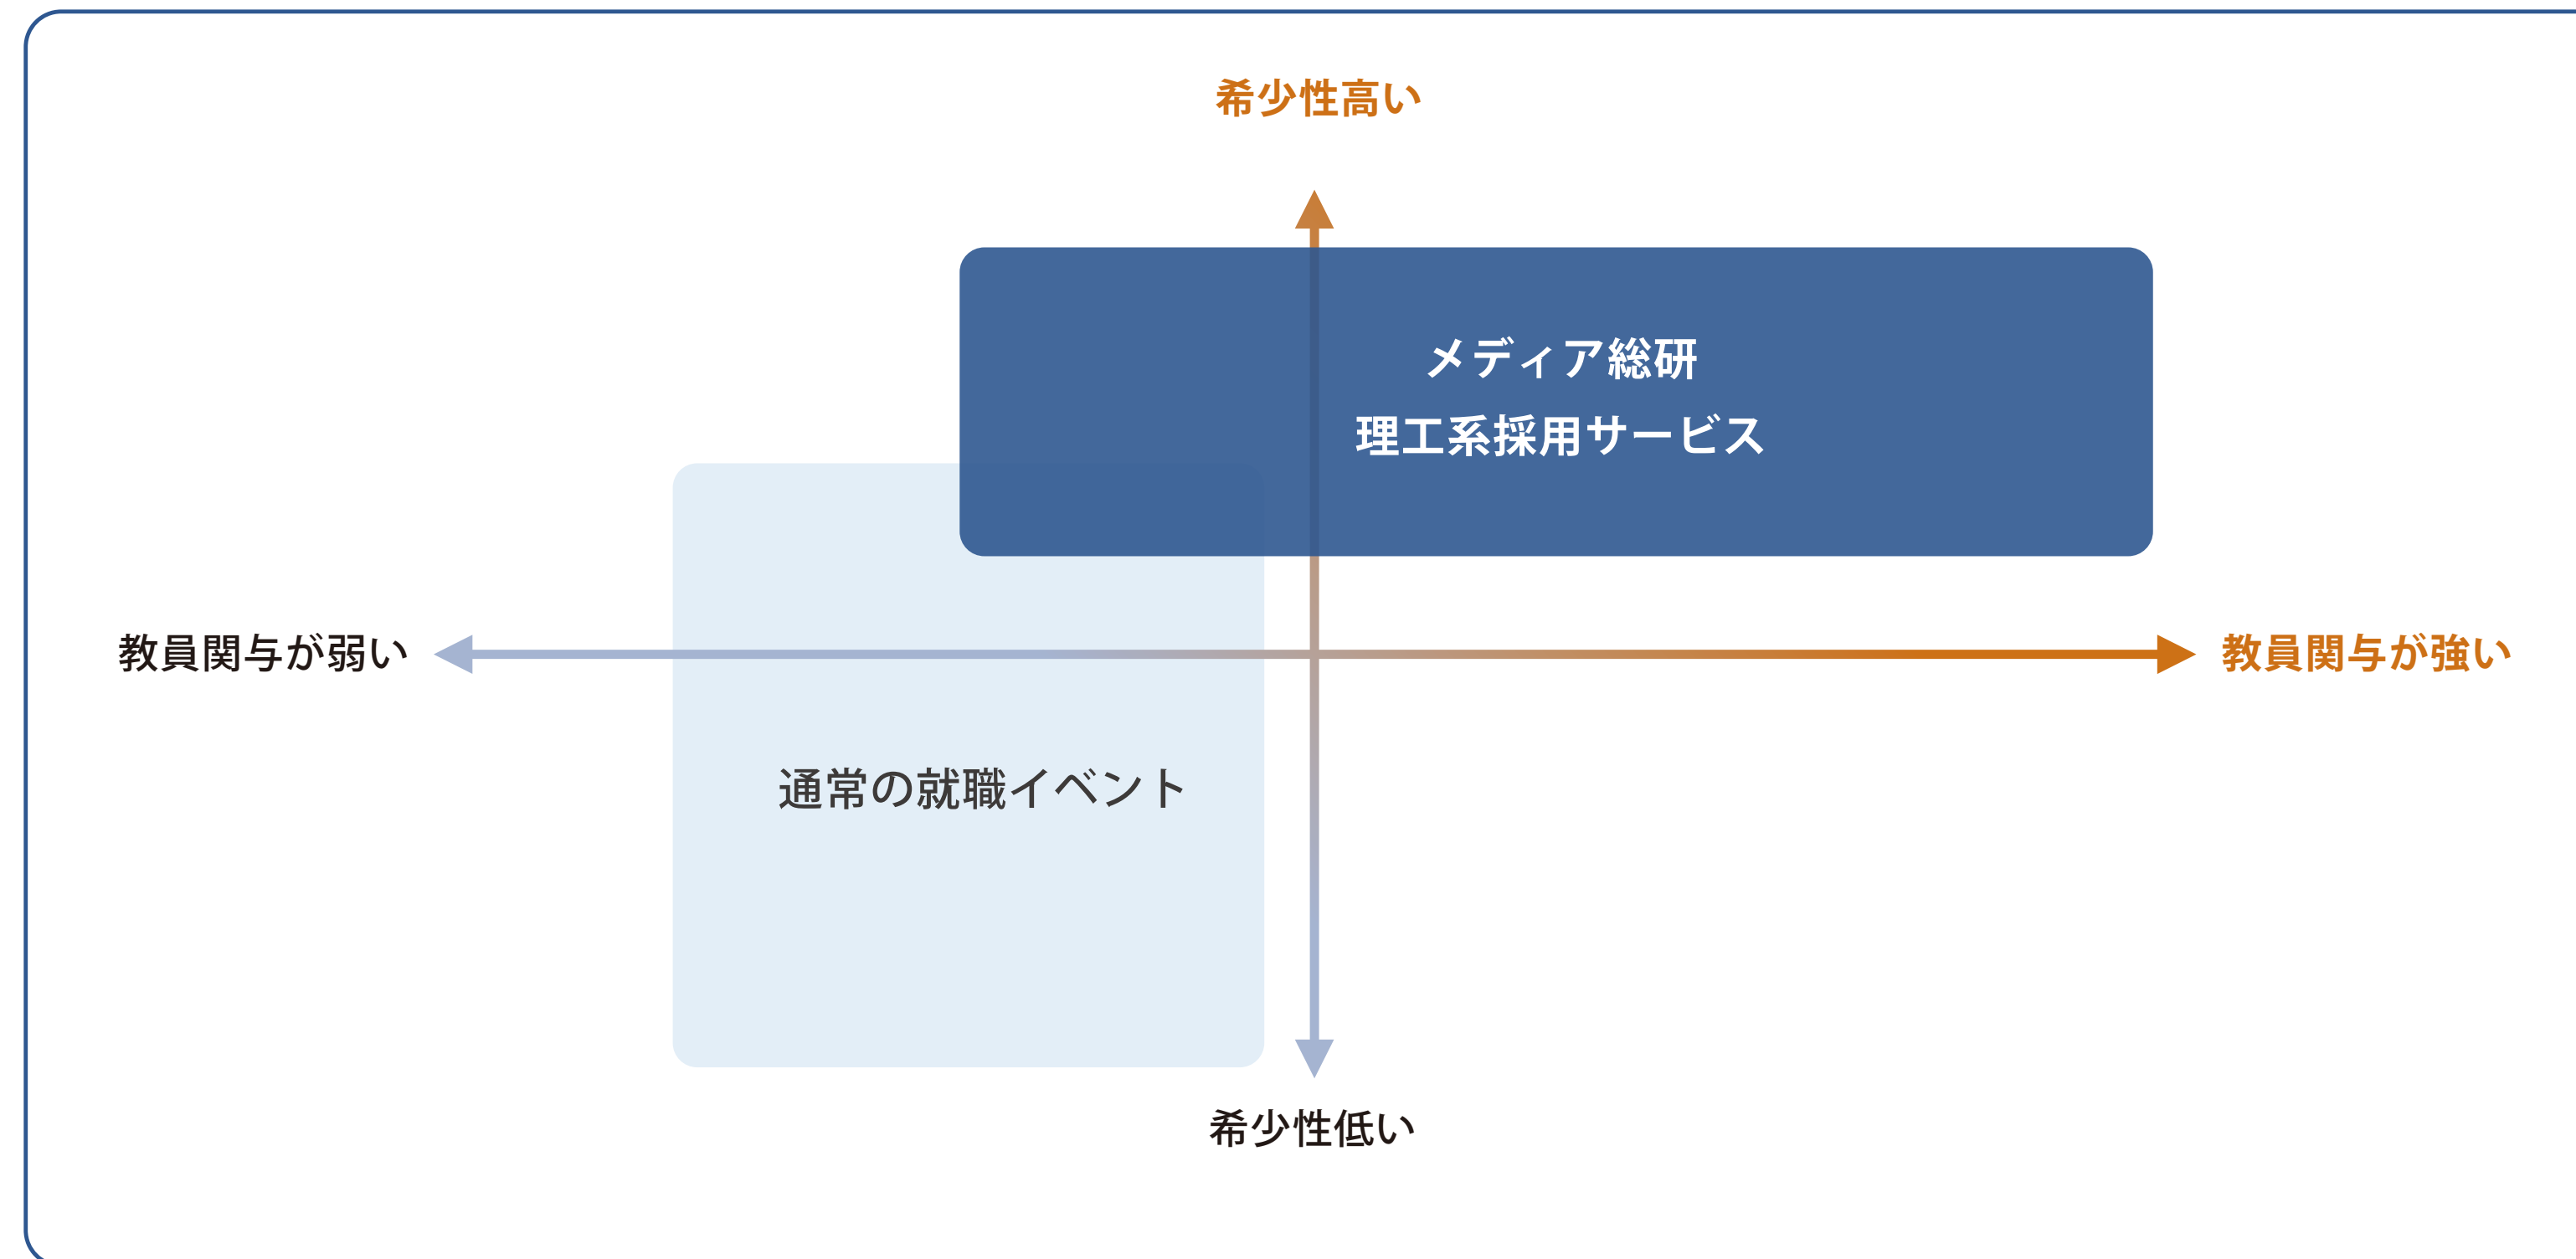 希少性高い
メディア総研
理工系採用サービス
教員関与が弱い
教員関与が強い
通常の就職イベント
希少性低い